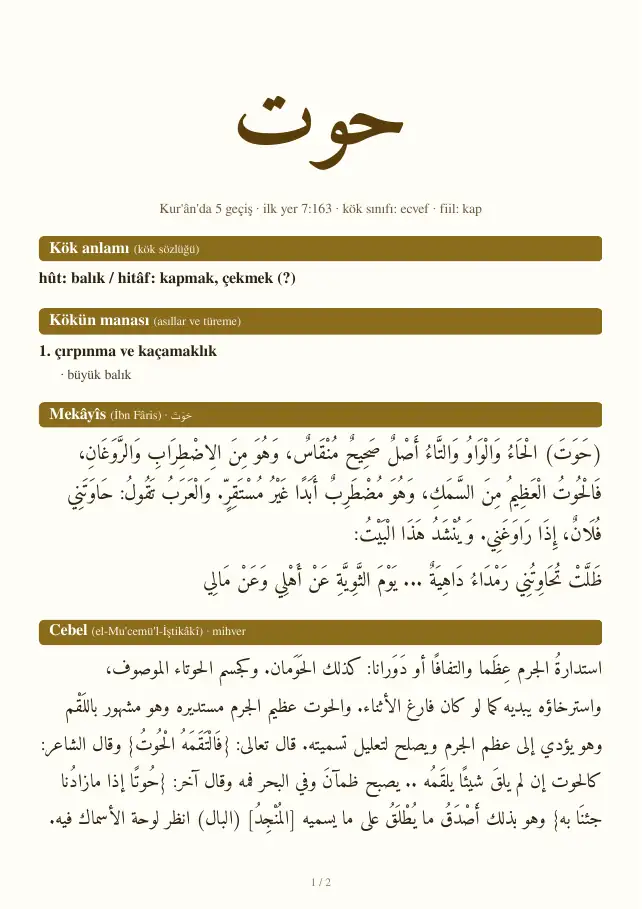 حوت
Kur'ân'da 5 geçiş · ilk yer 7:163 · kök sınıfı: ecvef · fiil: kap
Kök anlamı (kök sözlüğü)
hût: balık / hitâf: kapmak, çekmek (?)
Kökün manası (asıllar ve türeme)
1. çırpınma ve kaçamaklık
· büyük balık
Mekâyîs (İbn Fâris) · حَوَتَ
(حَوَتَ) الْحَاءُ وَالْوَاوُ وَالتَّاءُ أَصْلٌ صَحِيحٌ مُنْقَاسٌ، وَهُوَ مِنَ الِاضْطِرَابِ وَالرَّوَغَانِ،
فَالْحُوتُ الْعَظِيمُ مِنَ السَّمَكِ، وَهُوَ مُضْطَرِبٌ أَبَدًا غَيْرُ مُسْتَقِرٍّ. وَالْعَرَبُ تَقُولُ: حَاوَتَنِي
فُلَانٌ، إِذَا رَاوَغَنِي. وَيُنْشَدُ هَذَا الْبَيْتُ:
ظَلَّتْ تُحَاوِتُنِي رَمْدَاءُ دَاهِيَةٌ ... يَوْمَ الثَّوِيَّةِ عَنْ أَهْلِي وَعَنْ مَالِي
Cebel (el-Mu'cemü'l-İştikâkî) · mihver
استدارةُ الجرم عِظَما والتفافًا أو دَوَرانا: كذلك الحَوَمان. وكجسم الحوتاء الموصوف،
واسترخاؤه يبديه كما لو كان فارغ الأثناء. والحوت عظيم الجرم مستديره وهو مشهور باللَقْم
وهو يؤدي إلى عظم الجرم ويصلح لتعليل تسميته. قال تعالى: {فَالْتَقَمَهُ الْحُوتُ} وقال الشاعر:
كالحوت إن لم يلقَ شيئًا يلقَمُه .. يصبح ظمآنَ وفي البحر فمه وقال آخر: {حُوتًا إذا مازادُنا
جئنَا به} وهو بذلك أَصْدَقُ ما يُطْلَقُ على ما يسميه [المُنْجِدُ] (البال) انظر لوحة الأسماك فيه.
1 / 2